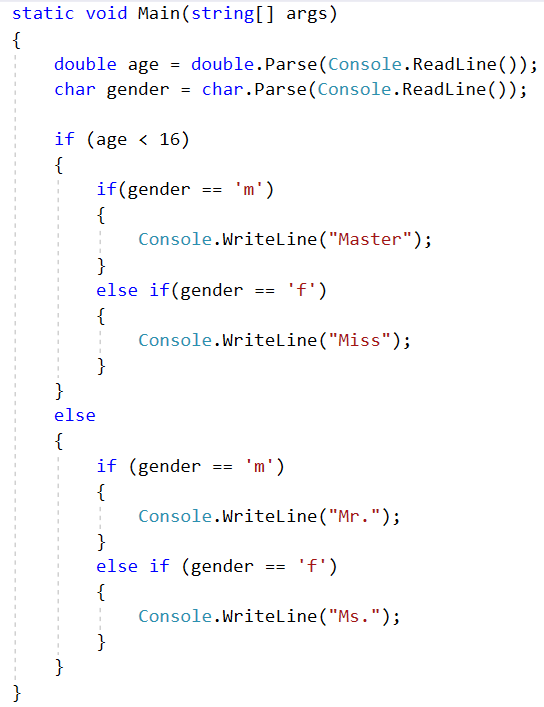 static void Main(string[] args)
{
    double age = double.Parse(Console.ReadLine());
    char gender = char.Parse(Console.ReadLine());

    if (age < 16)
    {
        if(gender == 'm')
        {
            Console.WriteLine("Master");
        }
        else if(gender == 'f')
        {
            Console.WriteLine("Miss");
        }
    }
    else
    {
        if (gender == 'm')
        {
            Console.WriteLine("Mr.");
        }
        else if (gender == 'f')
        {
            Console.WriteLine("Ms.");
        }
    }
}